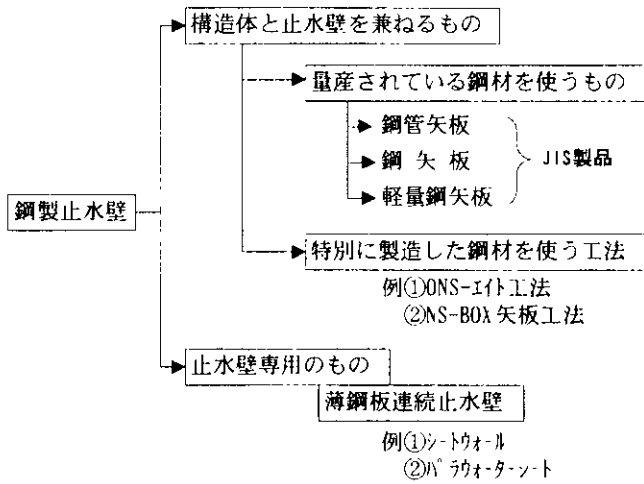 構造体と止水壁を兼ねるもの
量産されている鋼材を使うもの
鋼管矢板
鋼 矢 板
JIS製品
軽量鋼矢板
鋼製止水壁
特別に製造した鋼材を使う工法
例①ONS-エイト工法
②NS-BOX矢板工法
止水壁専用のもの
薄鋼板連続止水壁
例①シートウォール
②パラウォーターシート